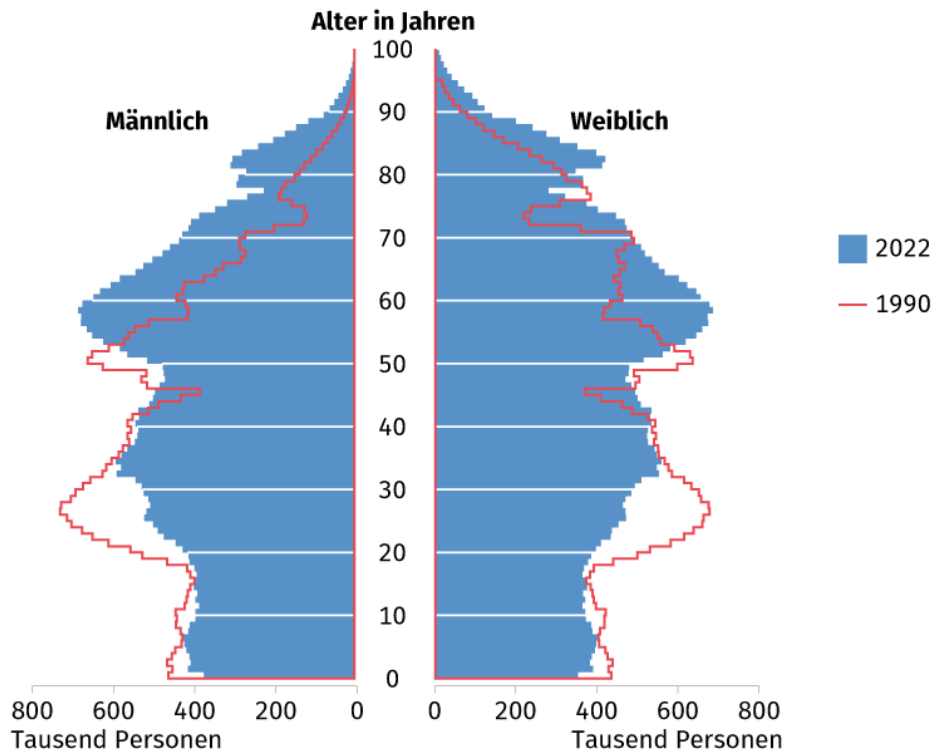 Alter in Jahren
100
Männlich
90
Weiblich
80
70
2022
60
1990
50
40
30
20
10
0
800 600 400 200 0
0 200 400 600 800
Tausend Personen
Tausend Personen